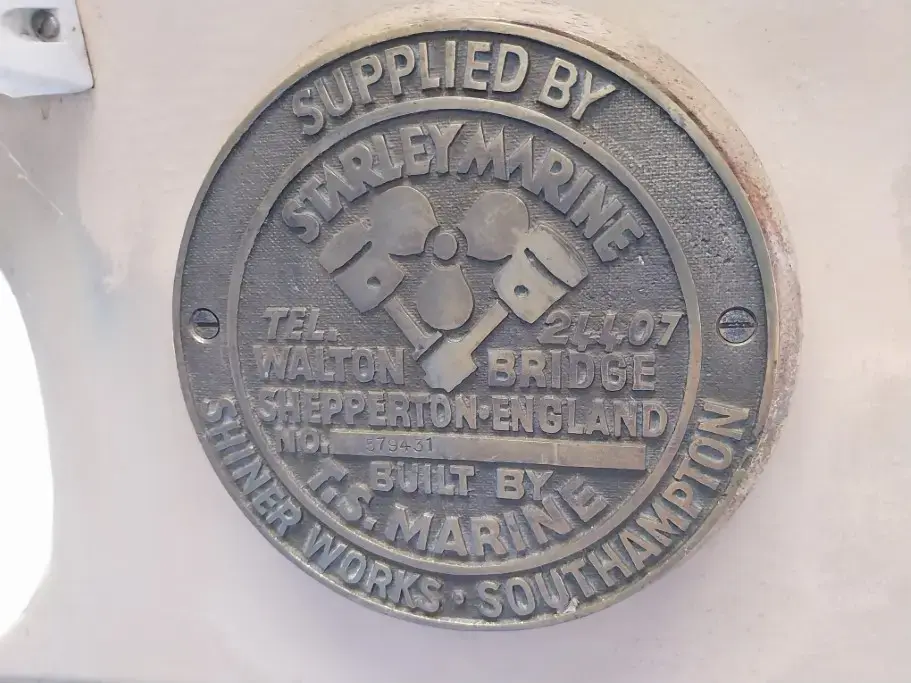 SUPPLIED BY
STARLEY MARINE
TEL. 24407
WALTON BRIDGE
SHEPPERTON·ENGLAND
NO: 579431
BUILT BY
T.S. MARINE
SHINER WORKS · SOUTHAMPTON